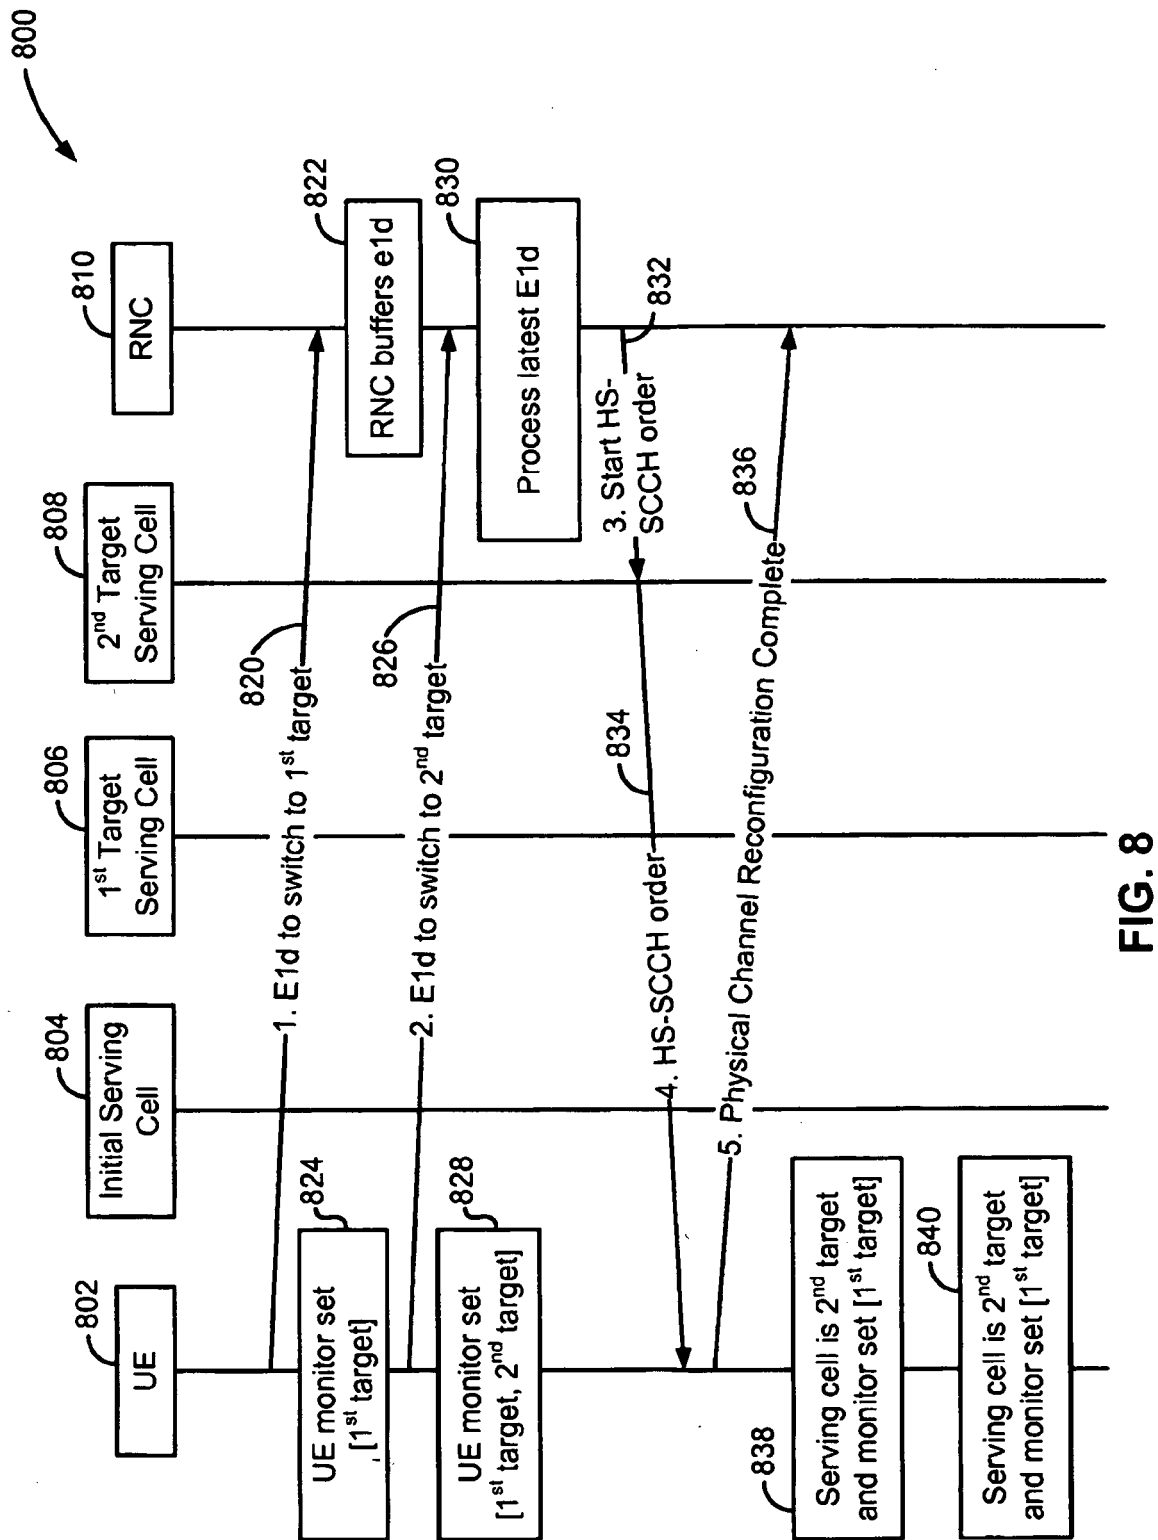 800
802
UE
804
Initial Serving
Cell
806
1st Target
Serving Cell
808
2nd Target
Serving Cell
810
RNC
1. E1d to switch to 1st target
820
822
RNC buffers e1d
824
UE monitor set
[1st target]
2. E1d to switch to 2nd target
826
828
UE monitor set
[1st target, 2nd target]
830
Process latest E1d
3. Start HS-
SCCH order
832
4. HS-SCCH order
834
5. Physical Channel Reconfiguration Complete
836
838
Serving cell is 2nd target
and monitor set [1st target]
840
Serving cell is 2nd target
and monitor set [1st target]
FIG. 8